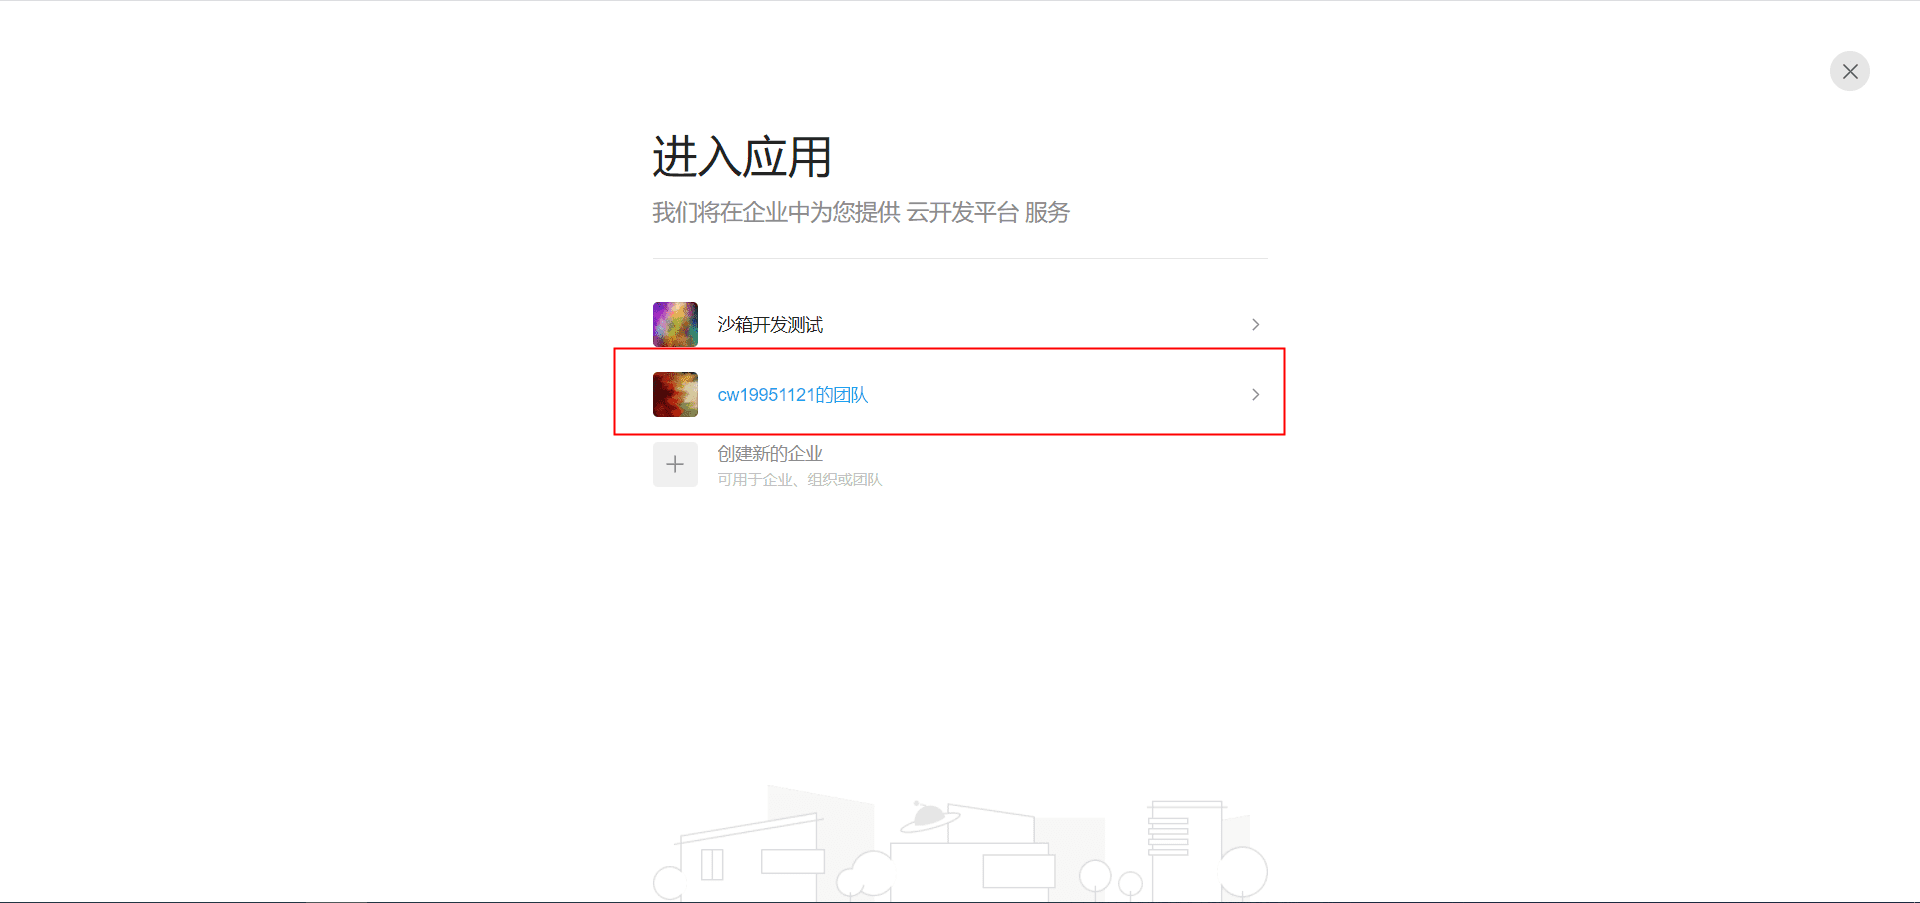 进入应用
我们将在企业中为您提供 云开发平台 服务
沙箱开发测试
cw19951121的团队
创建新的企业
可用于企业、组织或团队